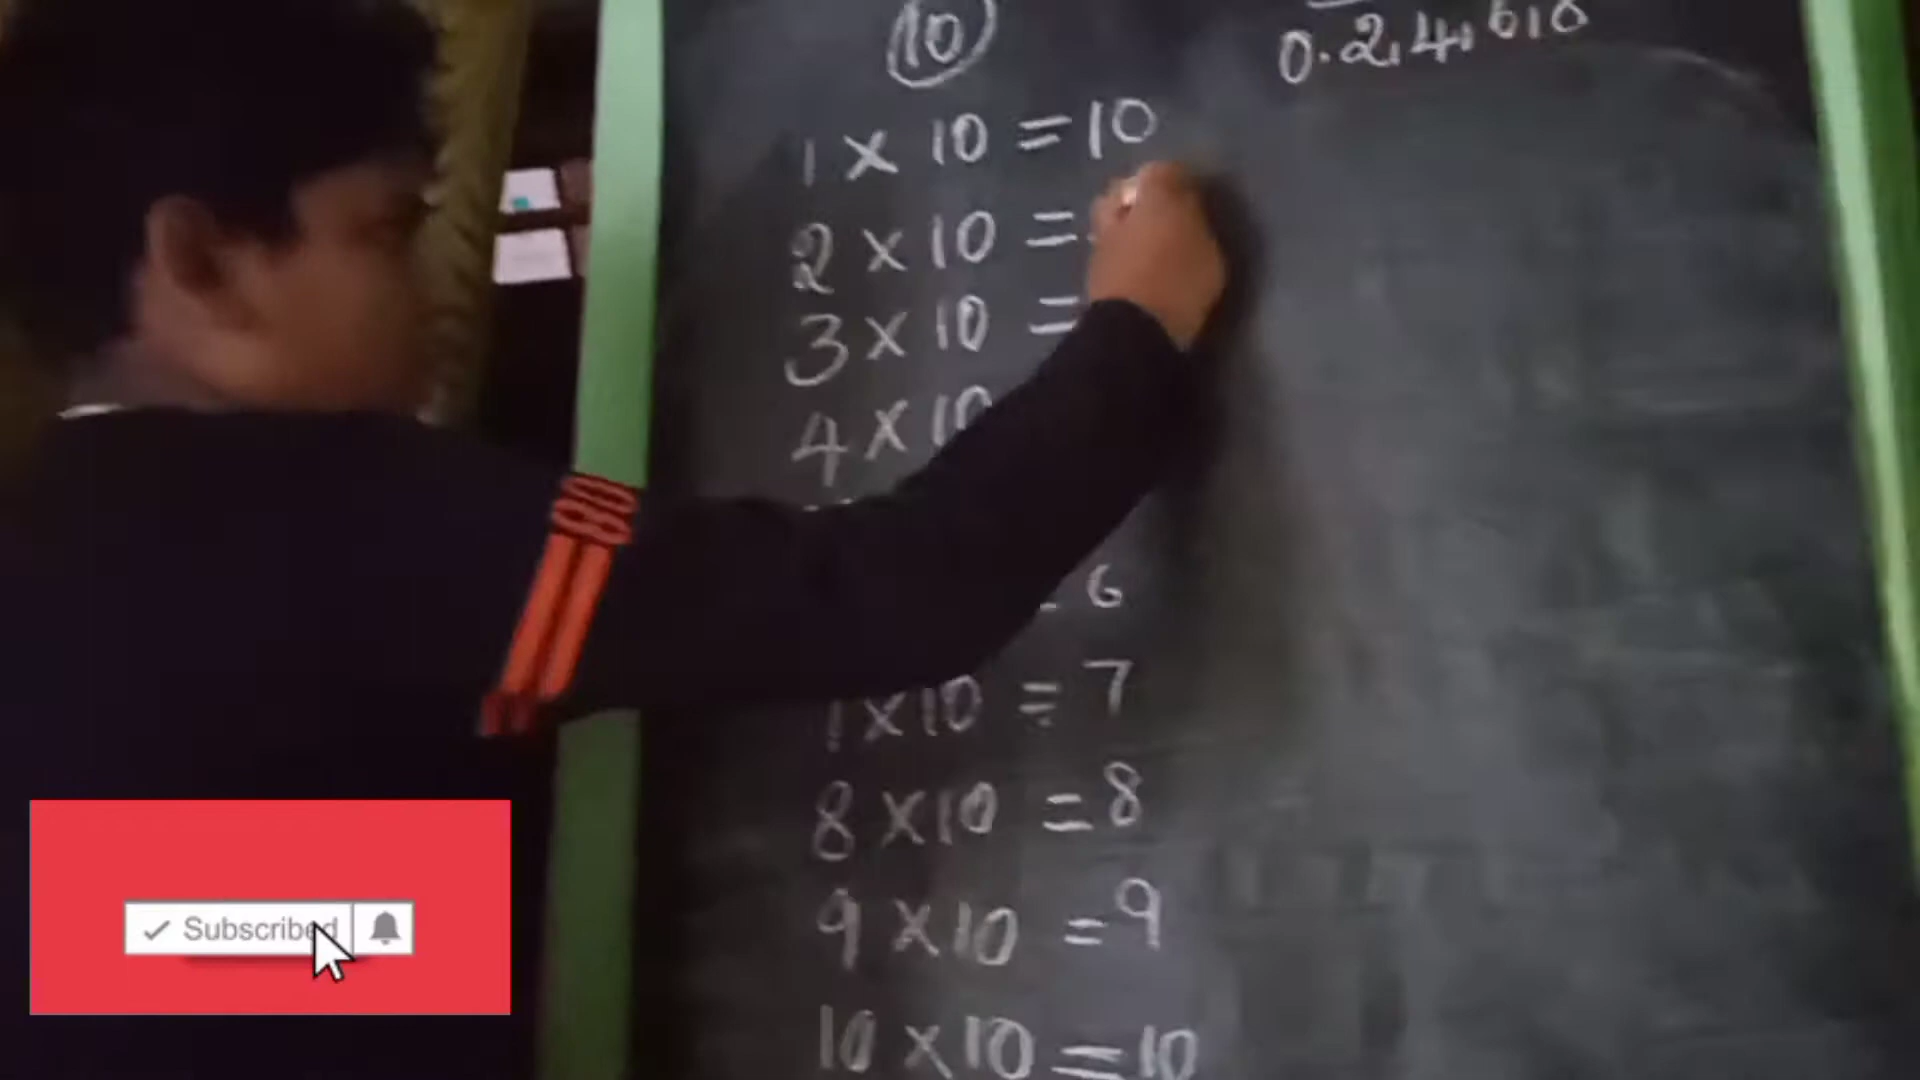 10
0.2,4,6,8
1 x 10 = 10
2 x 10 =
3 x 10 =
4 x 10
6
x 10 = 7
8 x 10 = 8
9 x 10 = 9
10 x 10 = 10
Subscribed